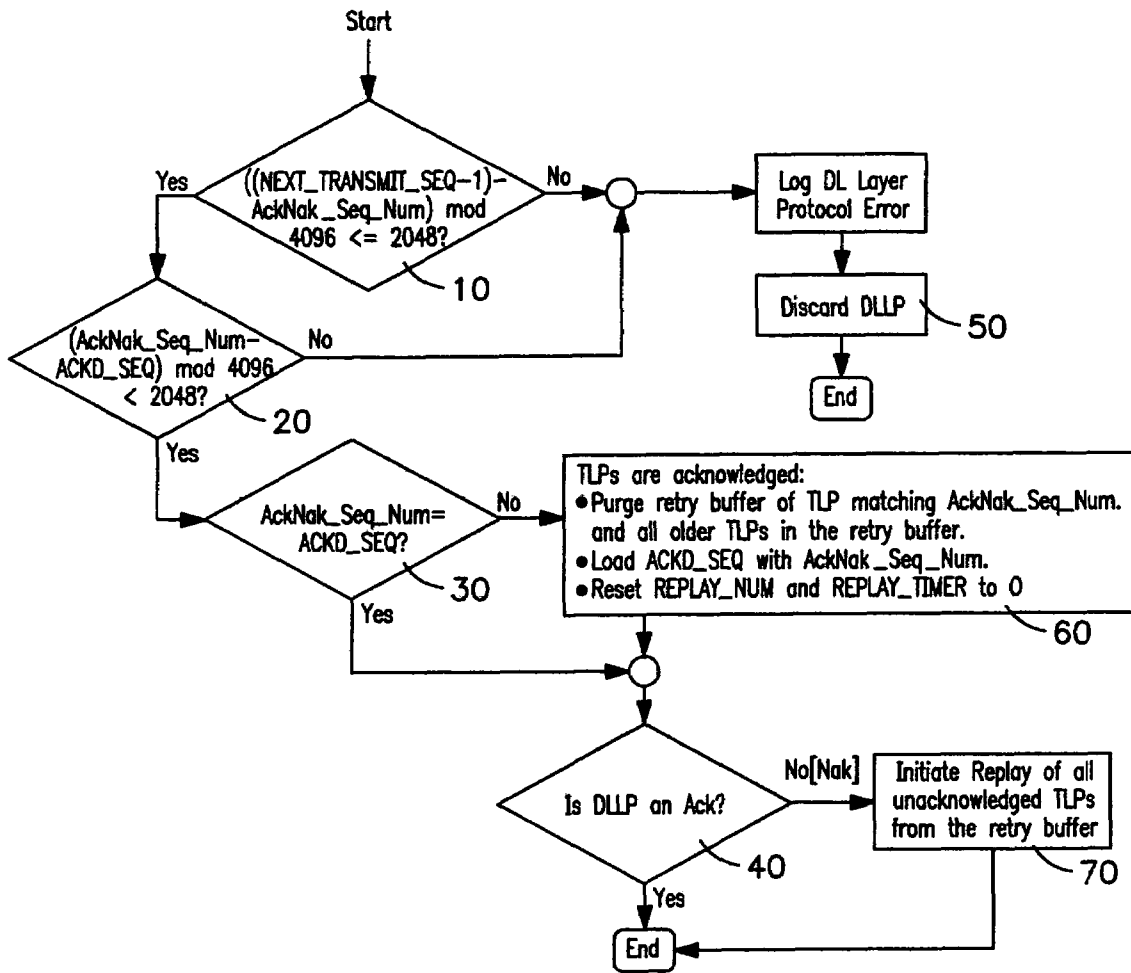 Start
Yes
((NEXT_TRANSMIT_SEQ-1)-
AckNak_Seq_Num) mod
4096 <= 2048?
No
10
Log DL Layer
Protocol Error
Discard DLLP
50
End
(AckNak_Seq_Num-
ACKD_SEQ) mod 4096
< 2048?
No
20
Yes
AckNak_Seq_Num=
ACKD_SEQ?
No
30
Yes
TLPs are acknowledged:
●Purge retry buffer of TLP matching AckNak_Seq_Num.
and all older TLPs in the retry buffer.
●Load ACKD_SEQ with AckNak_Seq_Num.
●Reset REPLAY_NUM and REPLAY_TIMER to 0
60
Is DLLP an Ack?
No[Nak]
40
Yes
Initiate Replay of all
unacknowledged TLPs
from the retry buffer
70
End